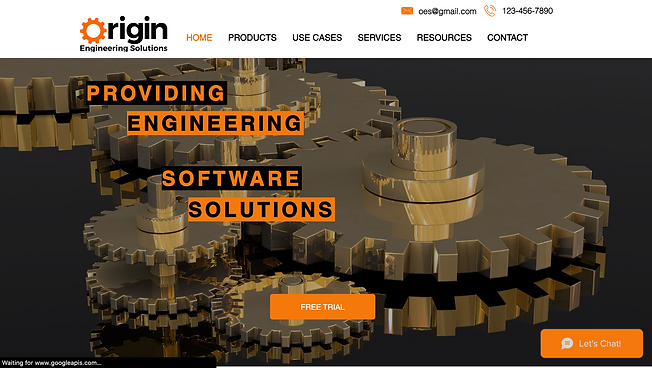 oes@gmail.com 123-456-7890
Origin
Engineering Solutions
HOME PRODUCTS USE CASES SERVICES RESOURCES CONTACT
PROVIDING
ENGINEERING
SOFTWARE
SOLUTIONS
FREE TRIAL
Let's Chat!
Waiting for www.googleapis.com...